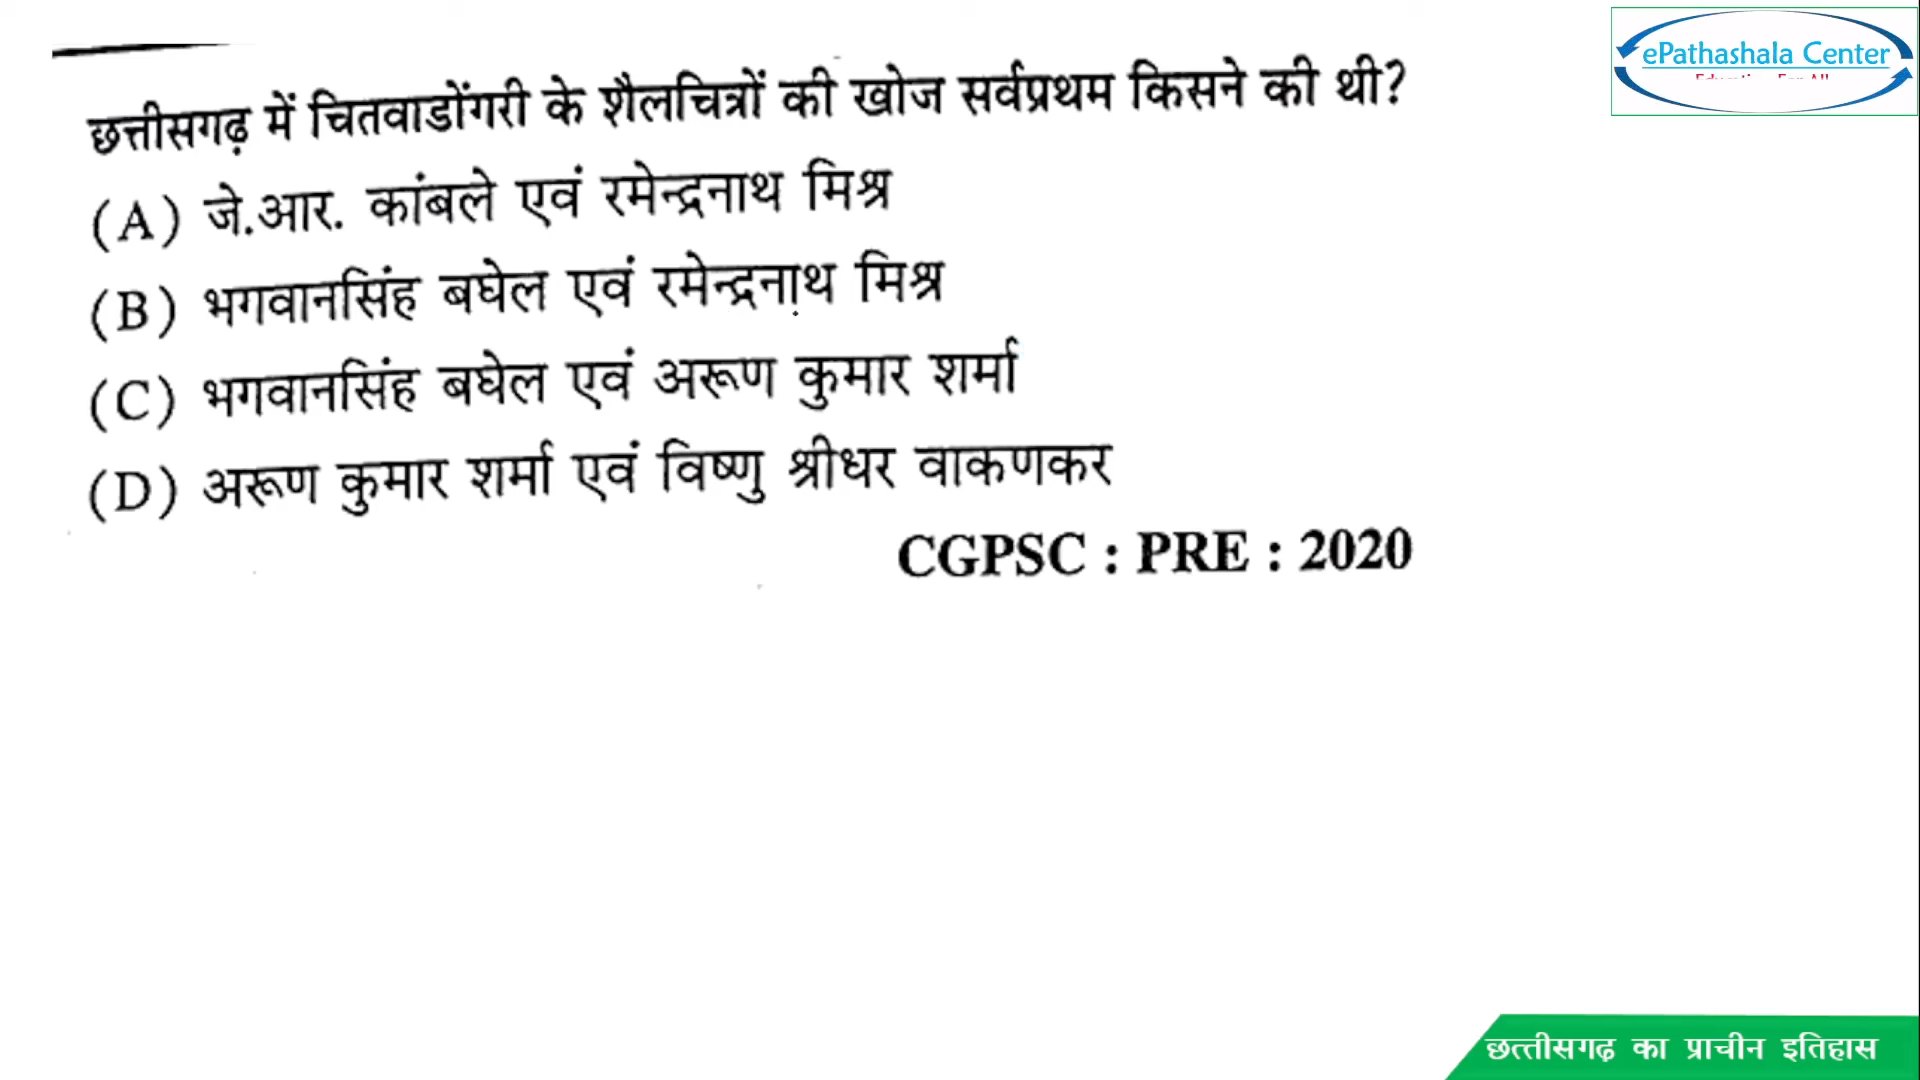 ePathashala Center
छत्तीसगढ़ में चितवाडोंगरी के शैलचित्रों की खोज सर्वप्रथम किसने की थी?
(A) जे.आर. कांबले एवं रमेन्द्रनाथ मिश्र
(B) भगवानसिंह बघेल एवं रमेन्द्रनाथ मिश्र
(C) भगवानसिंह बघेल एवं अरूण कुमार शर्मा
(D) अरूण कुमार शर्मा एवं विष्णु श्रीधर वाकणकर
CGPSC : PRE : 2020
छत्तीसगढ़ का प्राचीन इतिहास